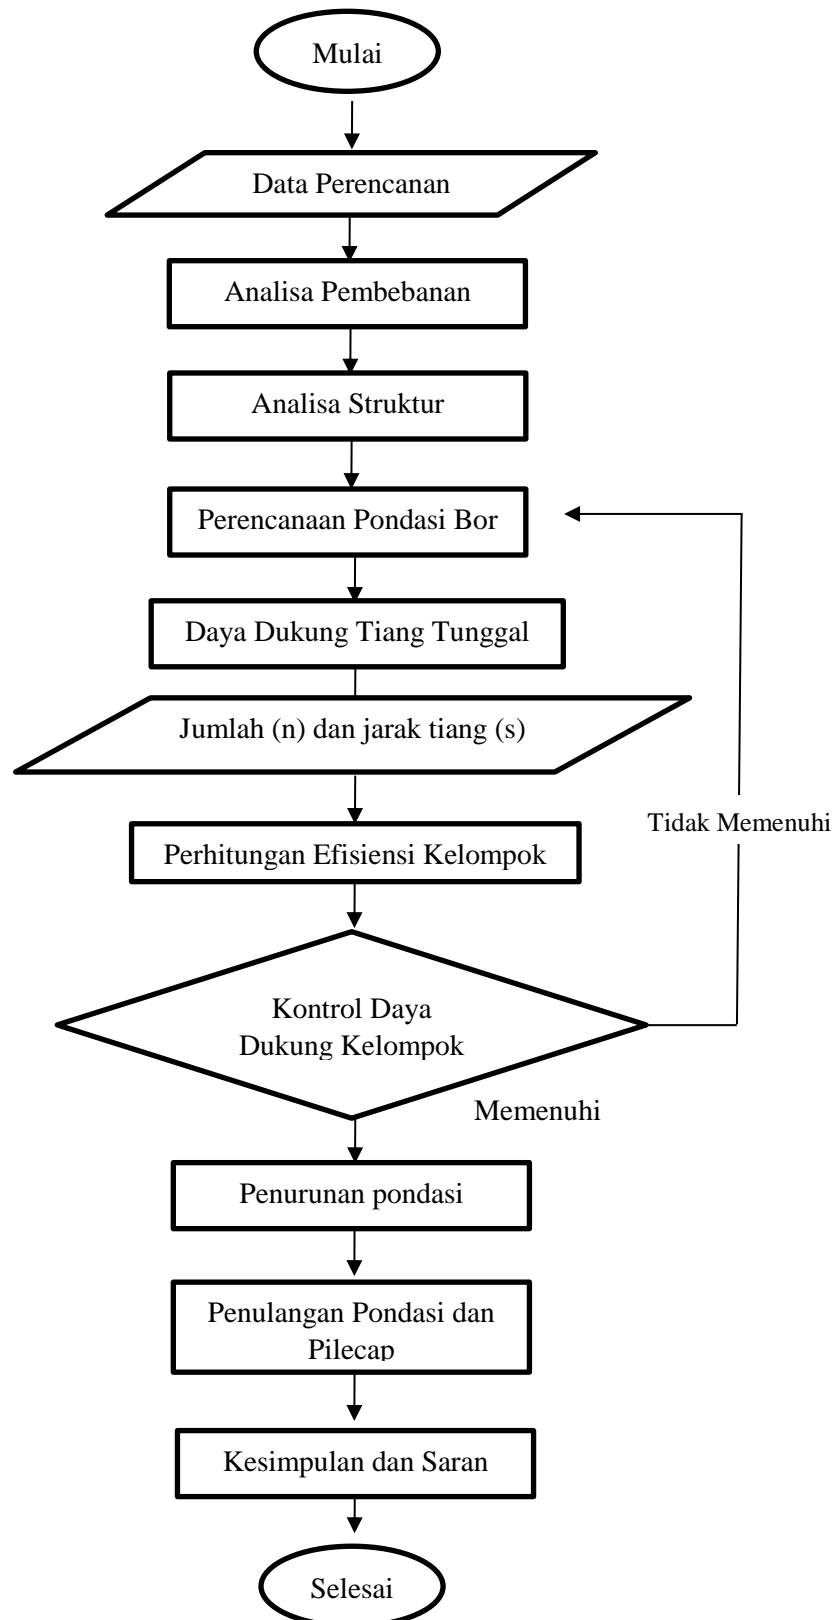 Mulai
Data Perencanan
Analisa Pembebanan
Analisa Struktur
Perencanaan Pondasi Bor
Daya Dukung Tiang Tunggal
Jumlah (n) dan jarak tiang (s)
Tidak Memenuhi
Perhitungan Efisiensi Kelompok
Kontrol Daya
Dukung Kelompok
Memenuhi
Penurunan pondasi
Penulangan Pondasi dan
Pilecap
Kesimpulan dan Saran
Selesai